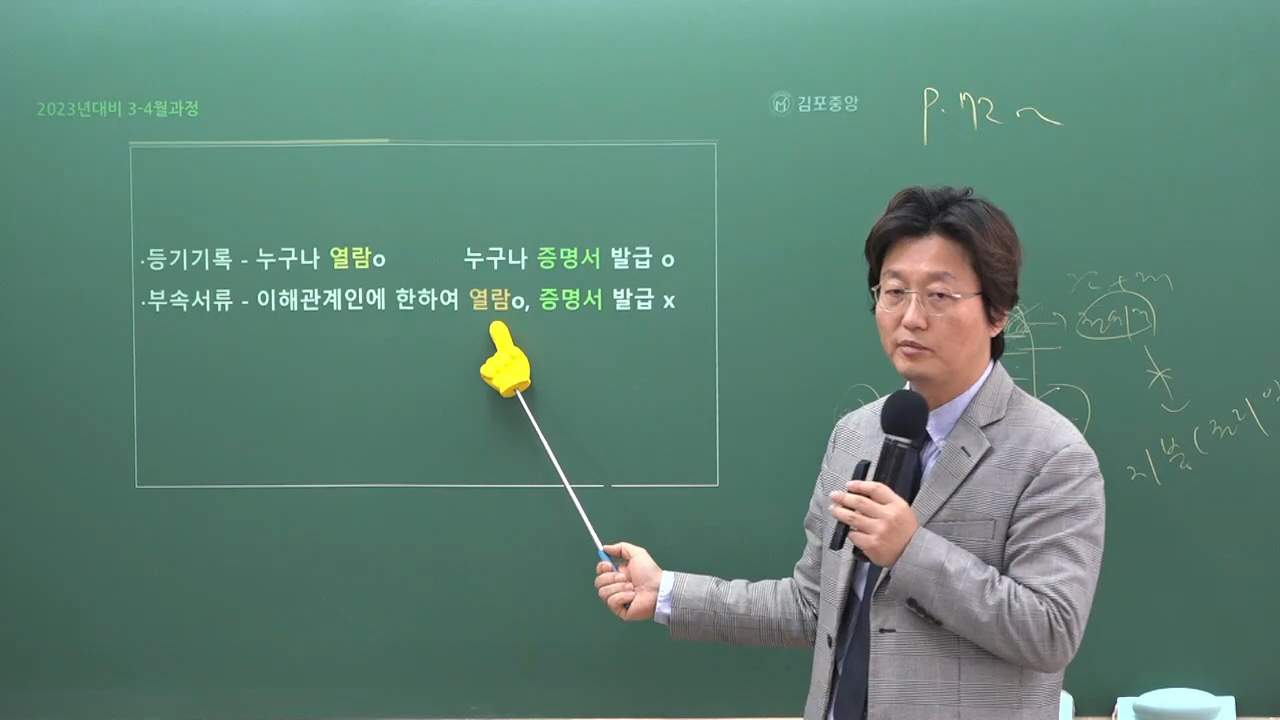 2023년대비 3-4월과정
김포중앙
P. 72 ~
·등기기록 - 누구나 열람o 누구나 증명서 발급 o
·부속서류 - 이해관계인에 한하여 열람o, 증명서 발급 x